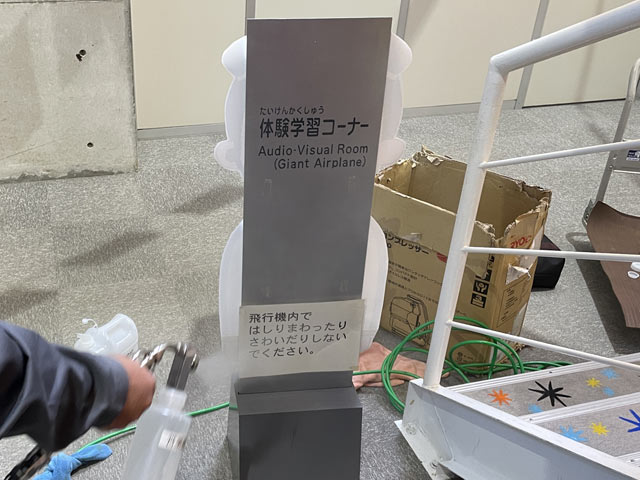 たいけんかくしゅう
体験学習コーナー
Audio-Visual Room
(Giant Airplane)
飛行機内で
はしりまわったり
さわいだりしない
でください。